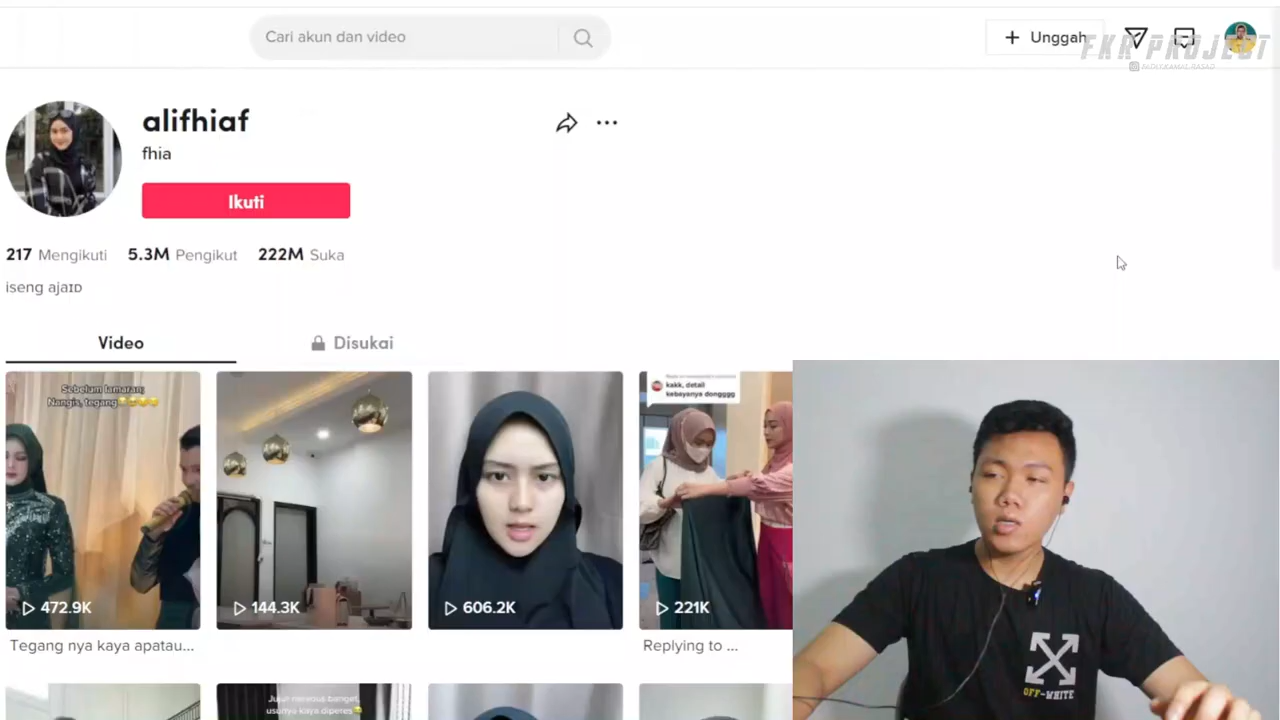 Cari akun dan video
+ Unggah
FKR PROJECT
alifhiaf
fhia
Ikuti
217 Mengikuti 5.3M Pengikut 222M Suka
iseng ajaɪᴅ
Video
Disukai
Sebelum lamaran;
Nangis, tegang
472.9K
144.3K
606.2K
kakk, detail
kebayanya dongggg
221K
Tegang nya kaya apatau...
Replying to ...
OFF-WHITE